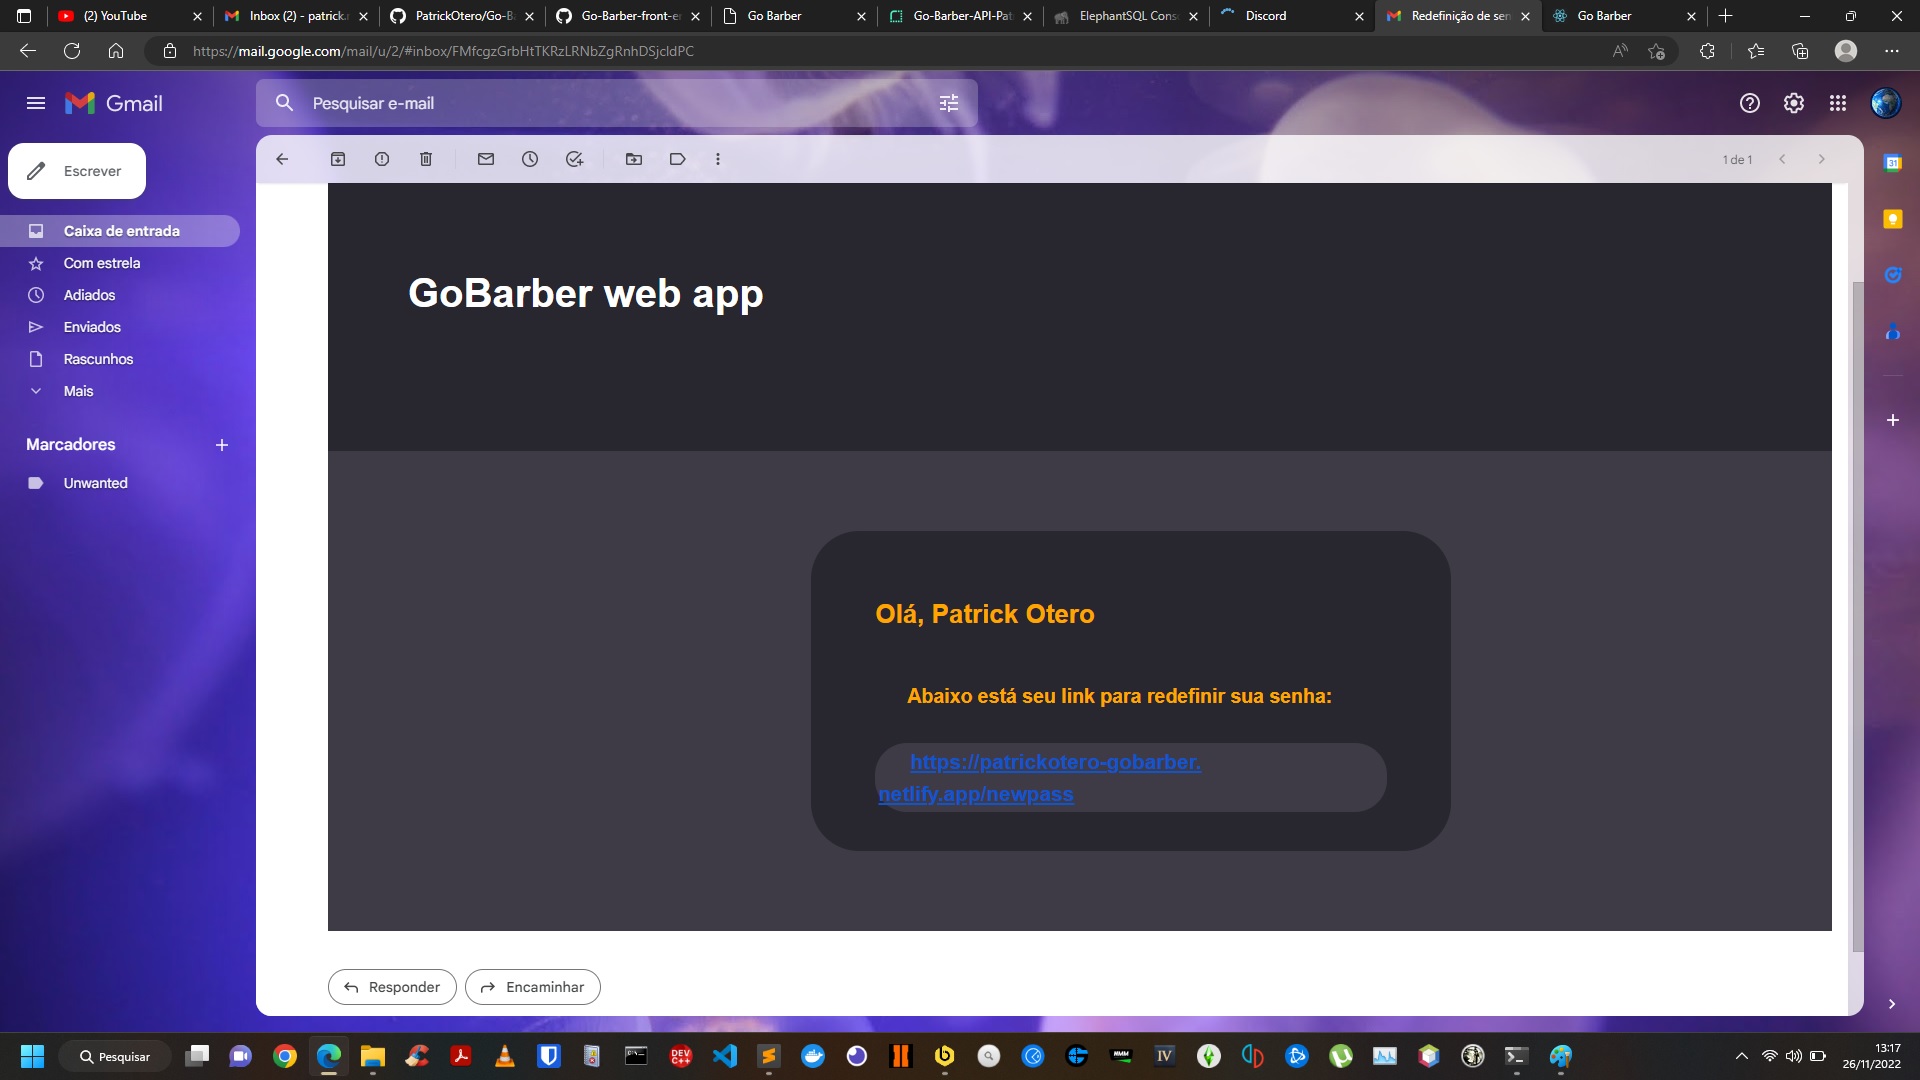 (2) YouTube
Inbox (2) - patrick.r
PatrickOtero/Go-B
Go-Barber-front-e
Go Barber
Go-Barber-API-Pat
ElephantSQL Cons
Discord
Redefinição de sen
Go Barber
https://mail.google.com/mail/u/2/#inbox/FMfcgzGrbHtTKRzLRNbZgRnhDSjcldPC
Gmail
Pesquisar e-mail
Escrever
1 de 1
Caixa de entrada
Com estrela
Adiados
Enviados
Rascunhos
Mais
Marcadores
Unwanted
GoBarber web app
Olá, Patrick Otero
Abaixo está seu link para redefinir sua senha:
https://patrickotero-gobarber.
netlify.app/newpass
Responder
Encaminhar
Pesquisar
DEV
C++
IV
13:17
26/11/2022